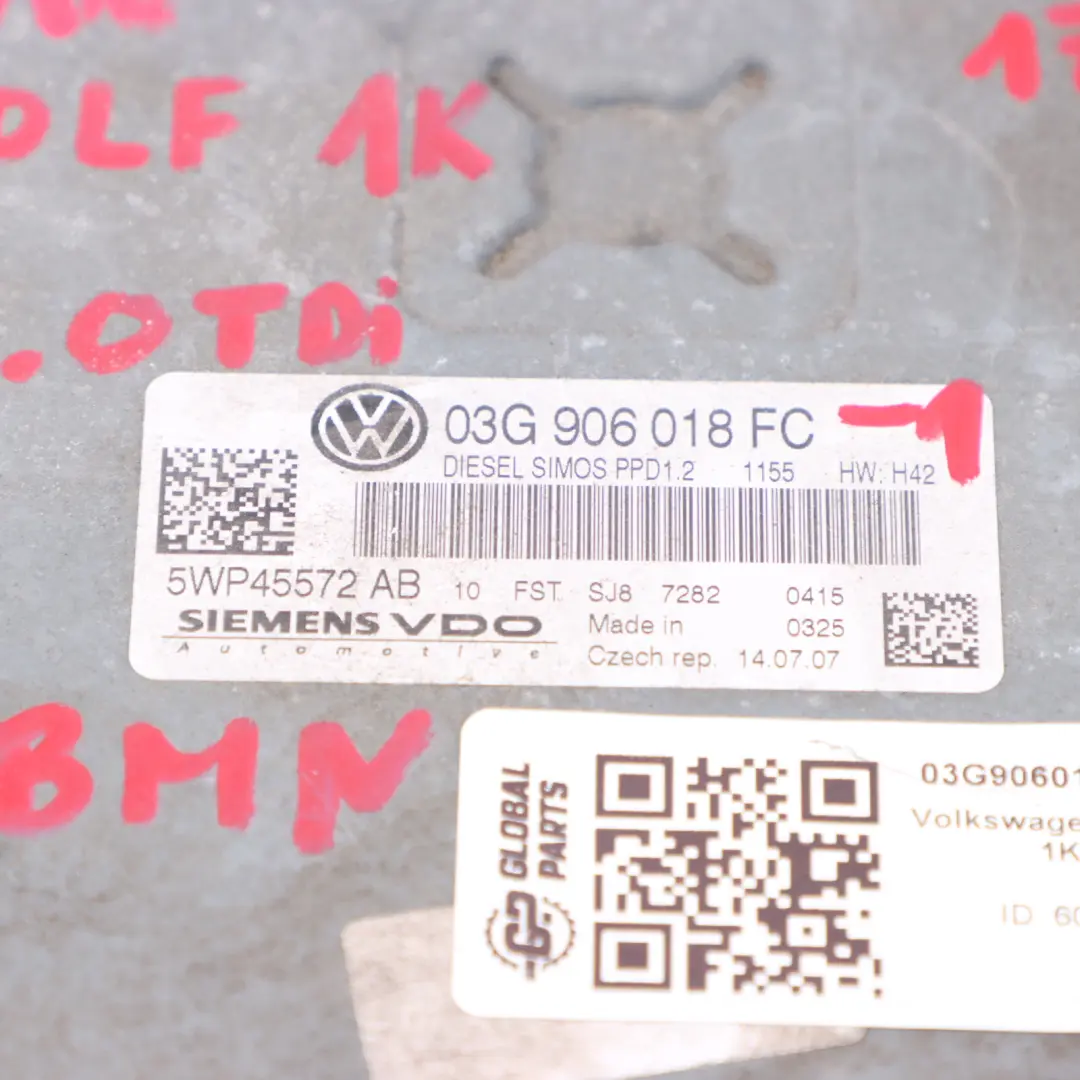 OLF 1K
.0TDi
03G 906 018 FC -1
DIESEL SIMOS PPD1.2 1155 HW: H42
5WP45572 AB 10 FST SJ8 7282 0415
SIEMENS VDO Made in 0325
Automotive Czech rep. 14.07.07
BMN
GLOBAL
PARTS
03G9060
Volkswage
1K
ID 60